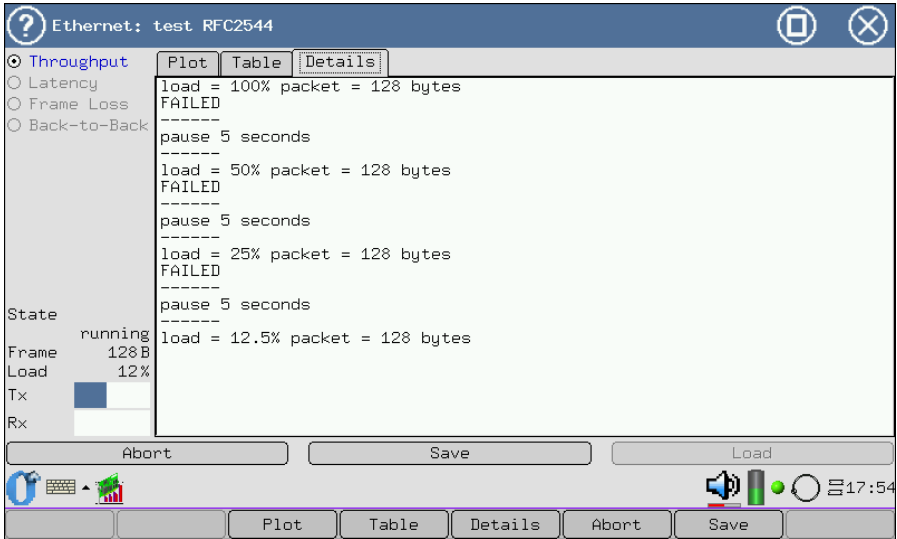 ? Ethernet: test RFC2544
Throughput
Latency
Frame Loss
Back-to-Back
Plot Table Details
load = 100% packet = 128 bytes
FAILED
------
pause 5 seconds
------
load = 50% packet = 128 bytes
FAILED
------
pause 5 seconds
------
load = 25% packet = 128 bytes
FAILED
------
pause 5 seconds
------
load = 12.5% packet = 128 bytes
State
running
Frame 128B
Load 12%
Tx
Rx
Abort Save Load
17:54
Plot Table Details Abort Save